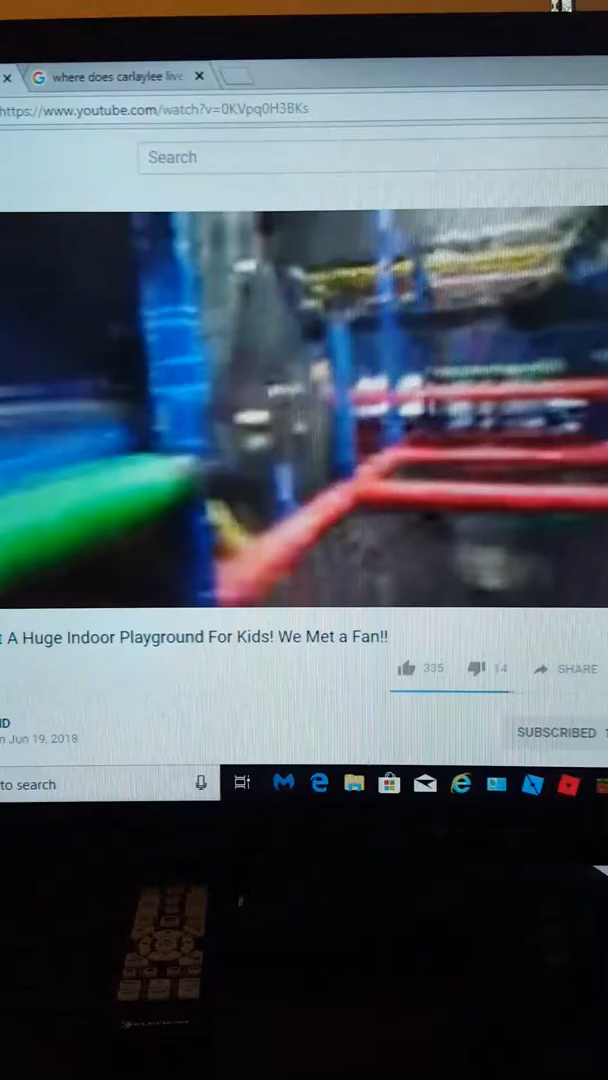 where does carlaylee live
https://www.youtube.com/watch?v=0KVpq0H3BKs
Search
A Huge Indoor Playground For Kids! We Met a Fan!!
335 14 SHARE
Jun 19, 2018
SUBSCRIBED
to search